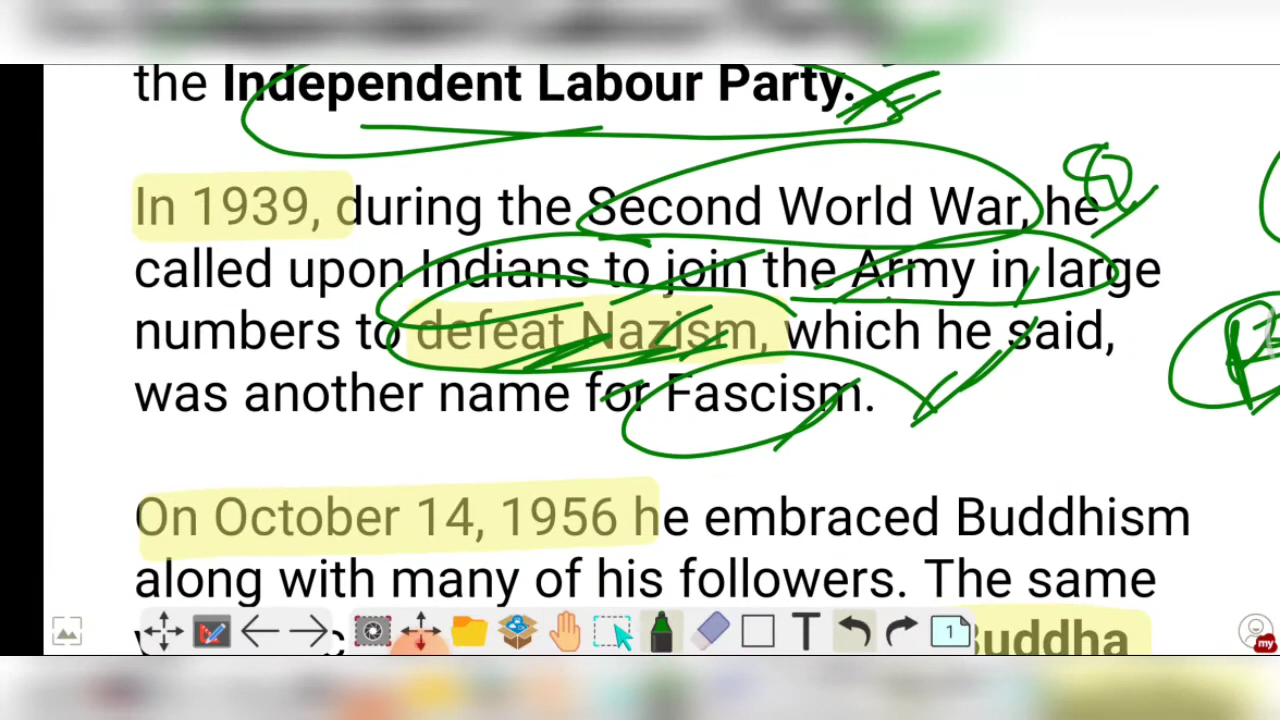 the Independent Labour Party.
In 1939, during the Second World War, he
called upon Indians to join the Army in large
numbers to defeat Nazism, which he said,
was another name for Fascism.
On October 14, 1956 he embraced Buddhism
along with many of his followers. The same
Buddha
T
1
my